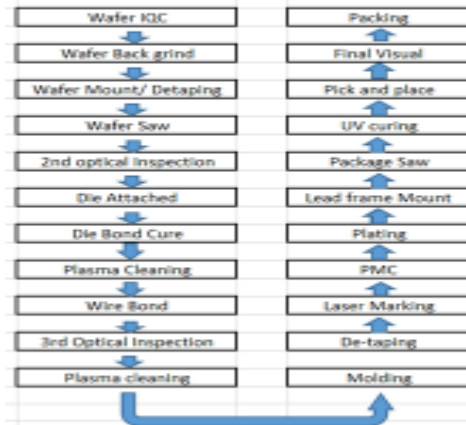 Wafer IQC
Wafer Back grind
Wafer Mount/ Detaping
Wafer Saw
2nd optical Inspection
Die Attached
Die Bond Cure
Plasma Cleaning
Wire Bond
3rd Optical Inspection
Plasma cleaning
Molding
De-taping
Laser Marking
PMC
Plating
Lead frame Mount
Package Saw
UV curing
Pick and place
Final Visual
Packing